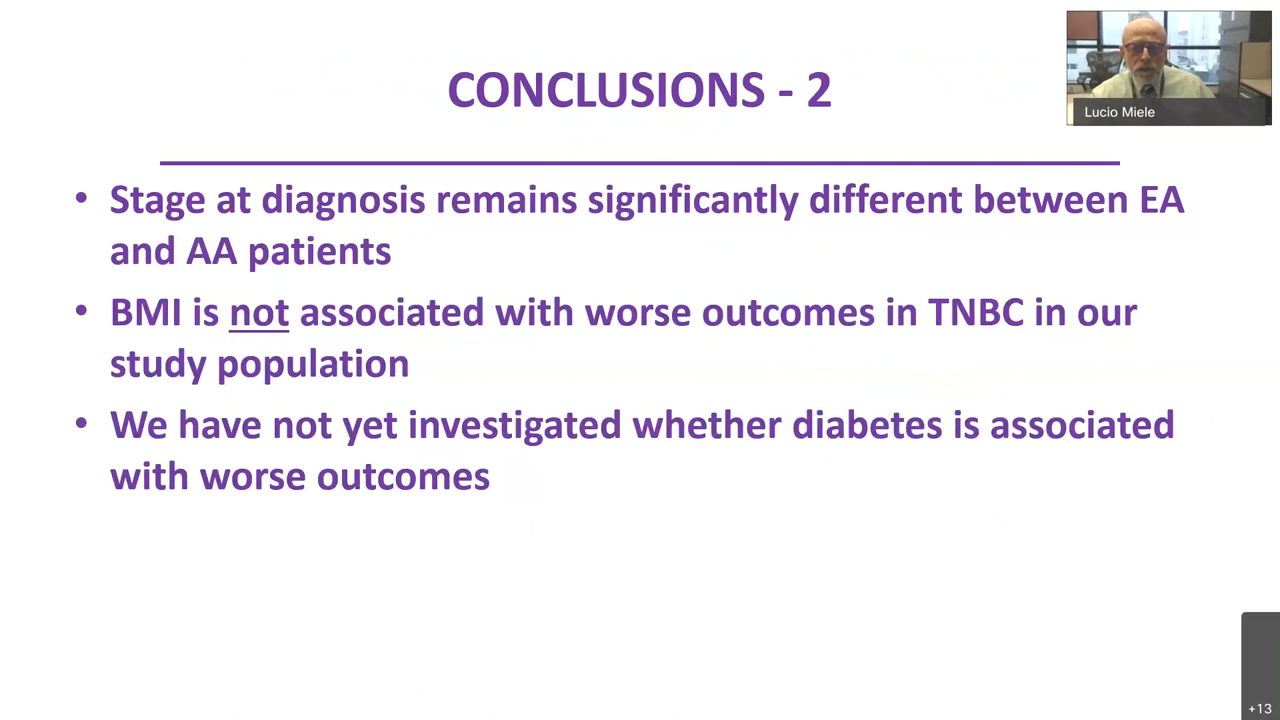 CONCLUSIONS - 2
Lucio Miele
• Stage at diagnosis remains significantly different between EA
and AA patients
• BMI is not associated with worse outcomes in TNBC in our
study population
• We have not yet investigated whether diabetes is associated
with worse outcomes
+13